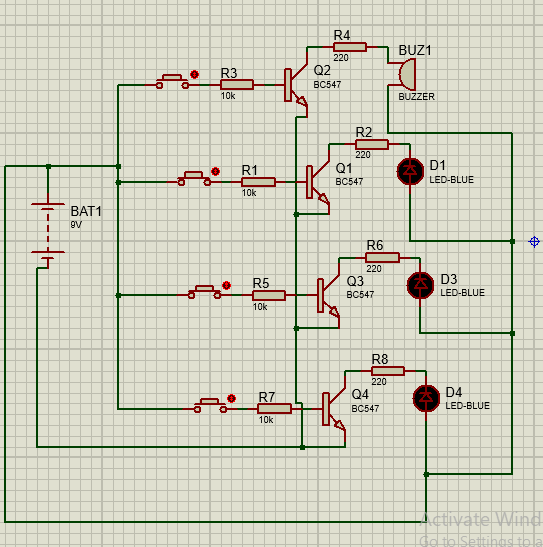 R4
220
BUZ1
BUZZER
R3
10k
Q2
BC547
R2
220
D1
LED-BLUE
R1
10k
Q1
BC547
BAT1
9V
R6
220
D3
LED-BLUE
R5
10k
Q3
BC547
R8
220
D4
LED-BLUE
R7
10k
Q4
BC547
Activate Wind
Go to Settings to a